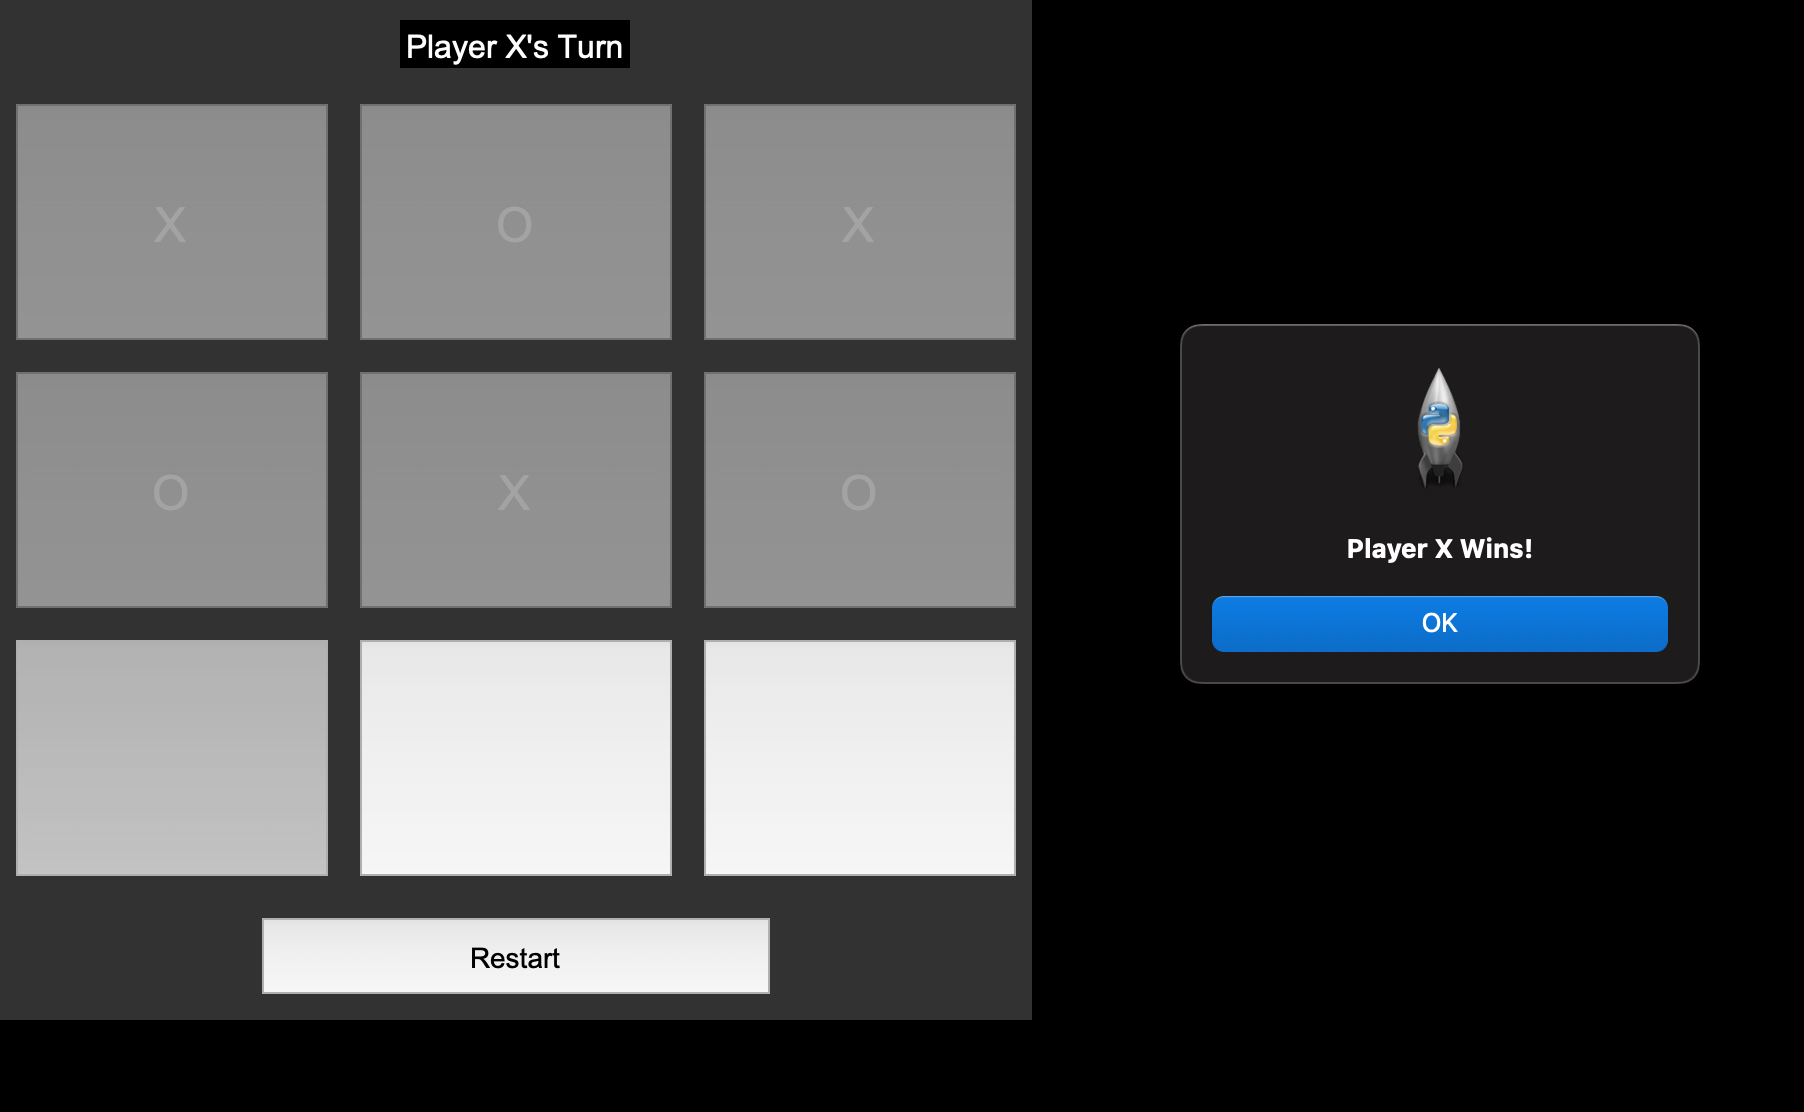 Player X's Turn
X O X
O X O
Restart
Player X Wins!
OK